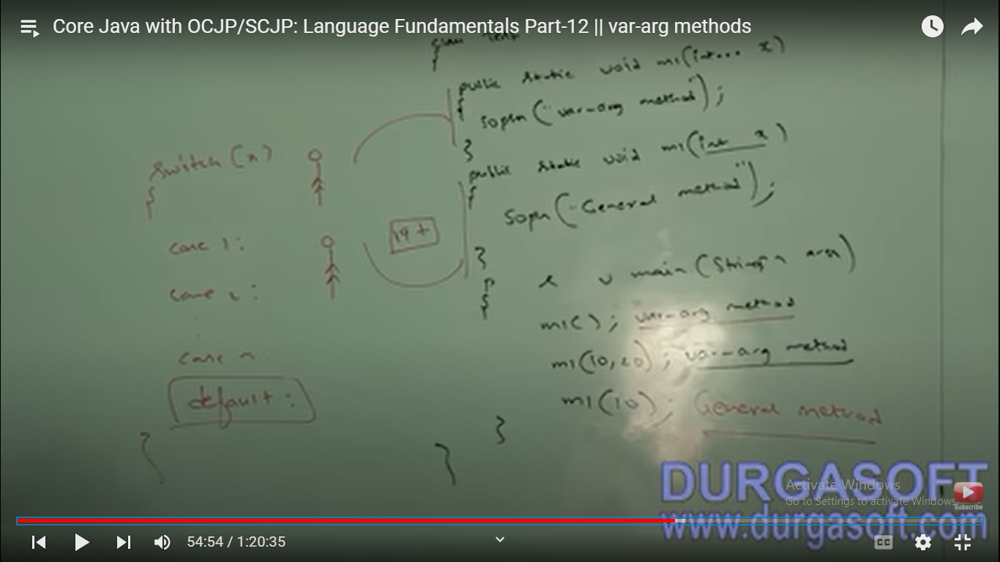 Core Java with OCJP/SCJP: Language Fundamentals Part-12 || var-arg methods
class Test
{
public static void m1(int... x)
{
sopln("var-arg method");
}
public static void m1(int x)
{
sopln("General method");
}
p s v main(String[] args)
{
m1(); var-arg method
m1(10,20); var-arg method
m1(10); General method
}
}
switch(x)
{
case 1:
case 2:
case n
default:
}
DURGASOFT
www.durgasoft.com
Subscribe
Activate Windows
Go to Settings to activate Windows.
54:54 / 1:20:35
CC